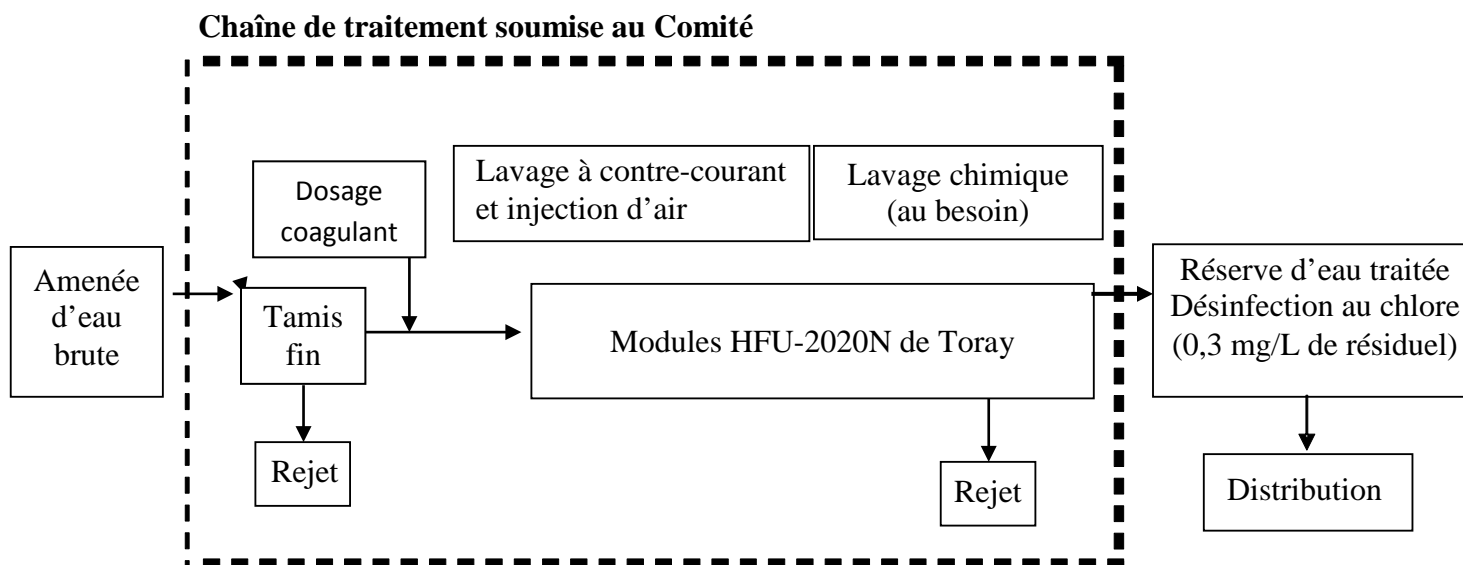 Chaîne de traitement soumise au Comité
Dosage
coagulant
Lavage à contre-courant
et injection d'air
Lavage chimique
(au besoin)
Amenée
d'eau
brute
Tamis
fin
Modules HFU-2020N de Toray
Réserve d'eau traitée
Désinfection au chlore
(0,3 mg/L de résiduel)
Rejet
Rejet
Distribution